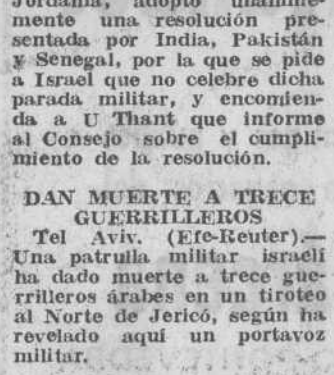 Jordania, adoptó unánime-
mente una resolución pre-
sentada por India, Pakistán
y Senegal, por la que se pide
a Israel que no celebre dicha
parada militar, y encomien-
da a U Thant que informe
al Consejo sobre el cumpli-
miento de la resolución.
DAN MUERTE A TRECE
GUERRILLEROS
Tel Aviv. (Efe-Reuter).—
Una patrulla militar israelí
ha dado muerte a trece gue-
rrilleros árabes en un tiroteo
al Norte de Jericó, según ha
revelado aquí un portavoz
militar.